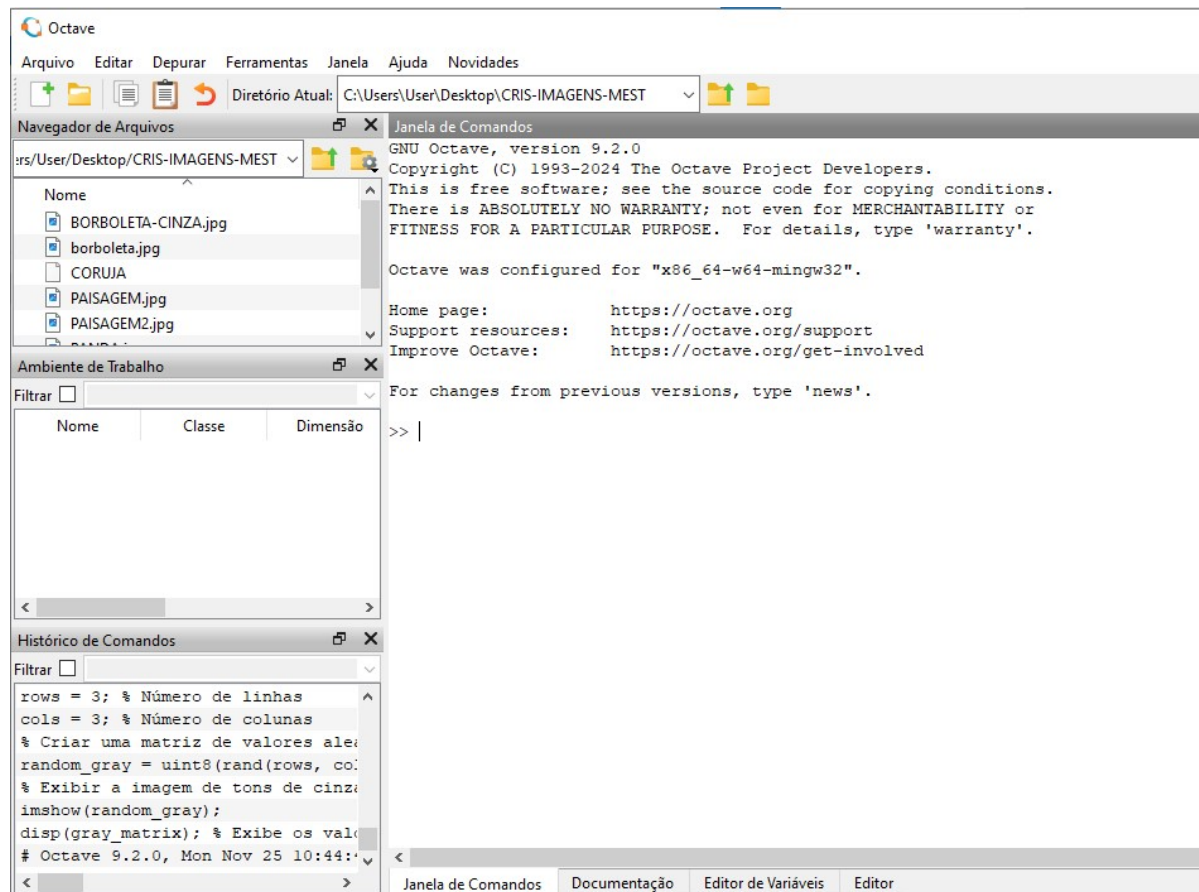 Octave
Arquivo Editar Depurar Ferramentas Janela Ajuda Novidades
Diretório Atual: C:\Users\User\Desktop\CRIS-IMAGENS-MEST
Navegador de Arquivos
ers/User/Desktop/CRIS-IMAGENS-MEST
Nome
BORBOLETA-CINZA.jpg
borboleta.jpg
CORUJA
PAISAGEM.jpg
PAISAGEM2.jpg
Ambiente de Trabalho
Filtrar
Nome Classe Dimensão
Histórico de Comandos
Filtrar
rows = 3; % Número de linhas
cols = 3; % Número de colunas
% Criar uma matriz de valores
random_gray = uint8(rand(rows,
% Exibir a imagem de tons de cinza
imshow(random_gray);
disp(gray_matrix); % Exibe os
# Octave 9.2.0, Mon Nov 25 10:44:
Janela de Comandos
GNU Octave, version 9.2.0
Copyright (C) 1993-2024 The Octave Project Developers.
This is free software; see the source code for copying conditions.
There is ABSOLUTELY NO WARRANTY; not even for MERCHANTABILITY or
FITNESS FOR A PARTICULAR PURPOSE.  For details, type 'warranty'.
Octave was configured for "x86_64-w64-mingw32".
Home page: https://octave.org
Support resources: https://octave.org/support
Improve Octave: https://octave.org/get-involved
For changes from previous versions, type 'news'.
>>
Janela de Comandos Documentação Editor de Variáveis Editor